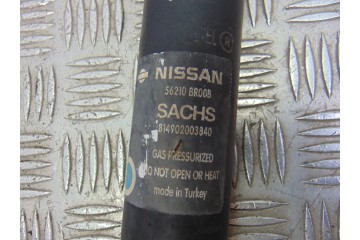 NISSAN
56210 BR00B
SACHS
814902003840
GAS PRESSURIZED
DO NOT OPEN OR HEAT
made in Turkey